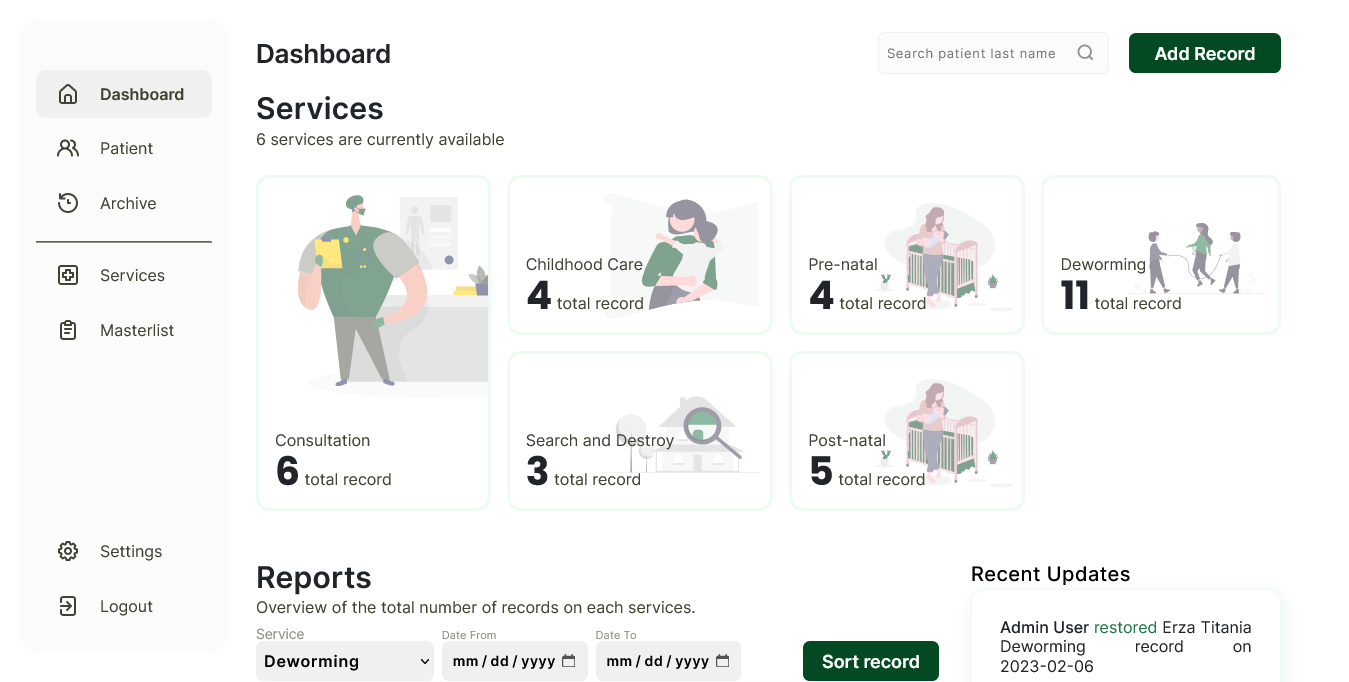 Dashboard
Patient
Archive
Services
Masterlist
Settings
Logout
Dashboard
Search patient last name
Add Record
Services
6 services are currently available
Consultation
6 total record
Childhood Care
4 total record
Pre-natal
4 total record
Deworming
11 total record
Search and Destroy
3 total record
Post-natal
5 total record
Reports
Overview of the total number of records on each services.
Service
Deworming
Date From
mm/dd/yyyy
Date To
mm/dd/yyyy
Sort record
Recent Updates
Admin User restored Erza Titania
Deworming record on
2023-02-06